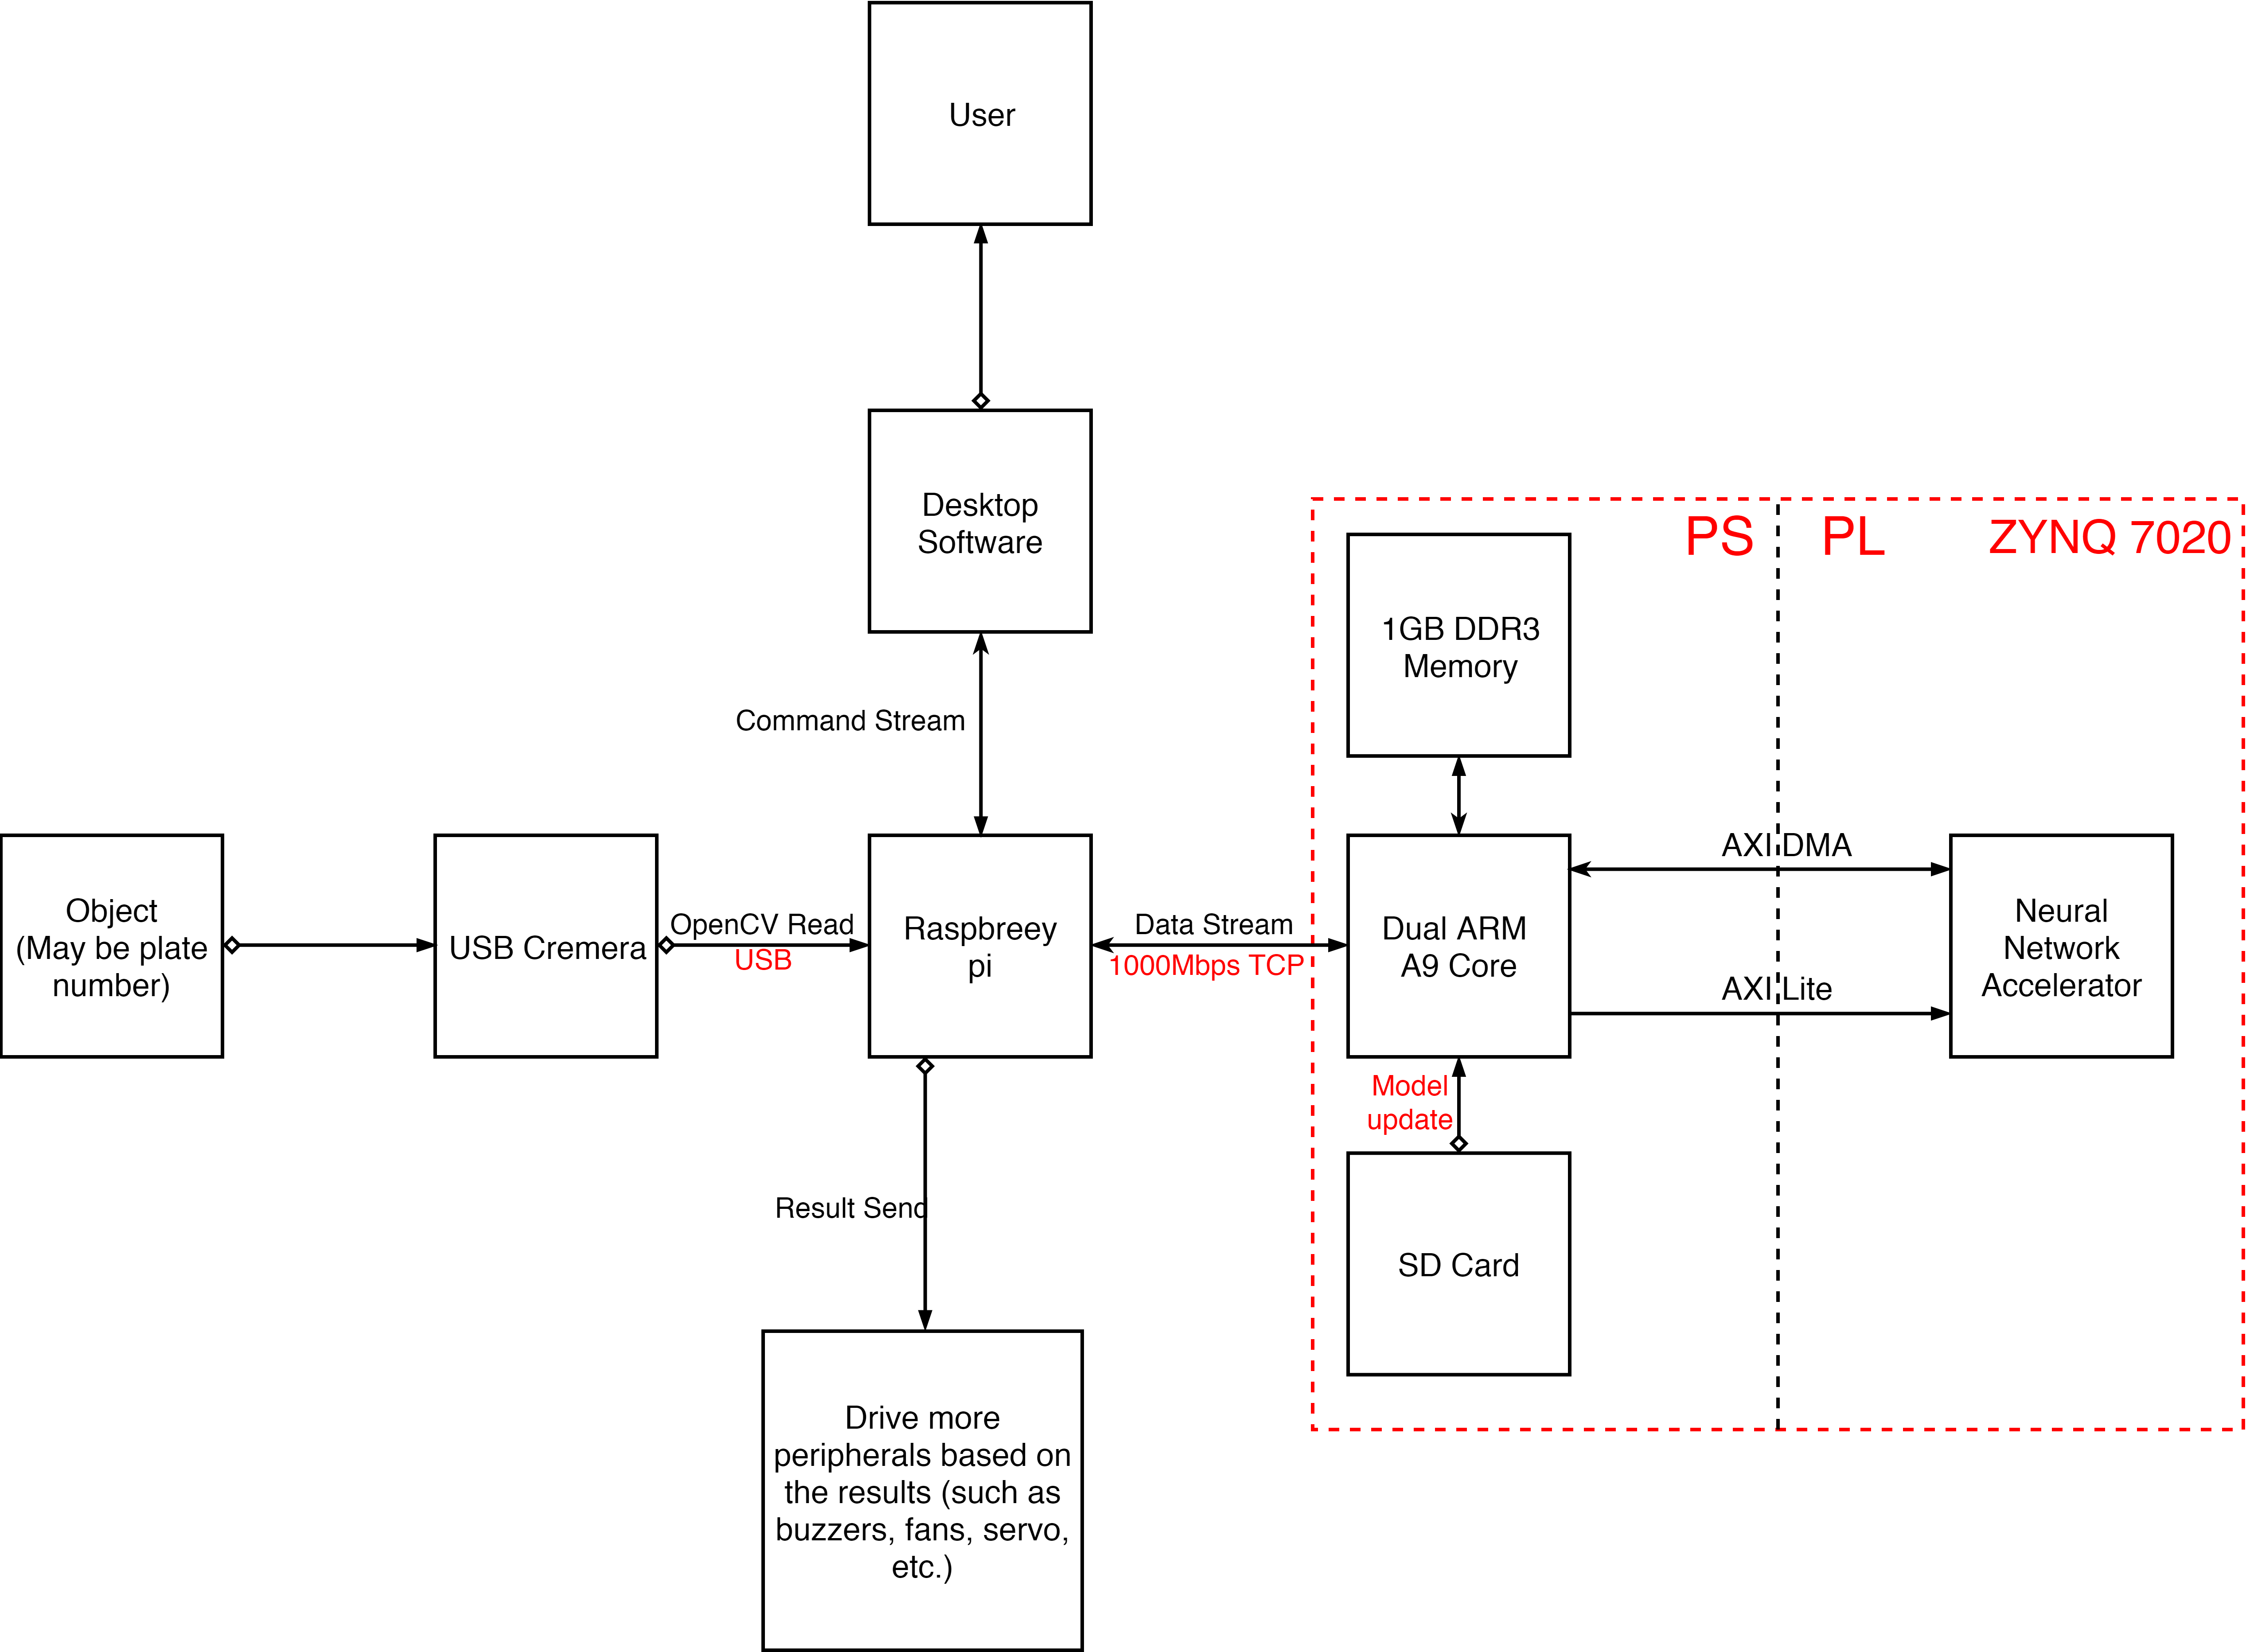 User
Desktop
Software
PS
PL
ZYNQ 7020
1GB DDR3
Memory
Command Stream
Object
(May be plate
number)
USB Cremera
OpenCV Read
USB
Raspbreey
pi
Data Stream
1000Mbps TCP
Dual ARM
A9 Core
AXI DMA
AXI Lite
Neural
Network
Accelerator
Model
update
SD Card
Result Send
Drive more
peripherals based on
the results (such as
buzzers, fans, servo,
etc.)